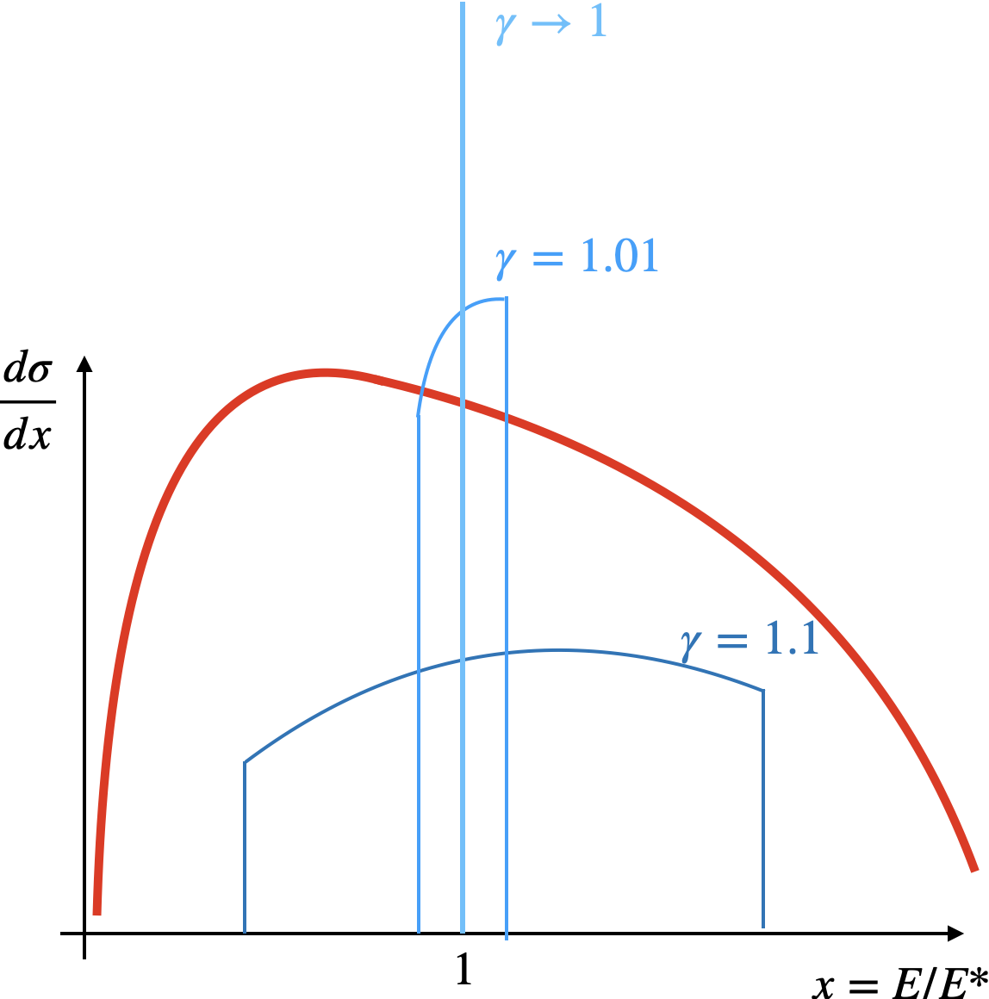 γ → 1
γ = 1.01
dσ
dx
γ = 1.1
1
x = E/E*